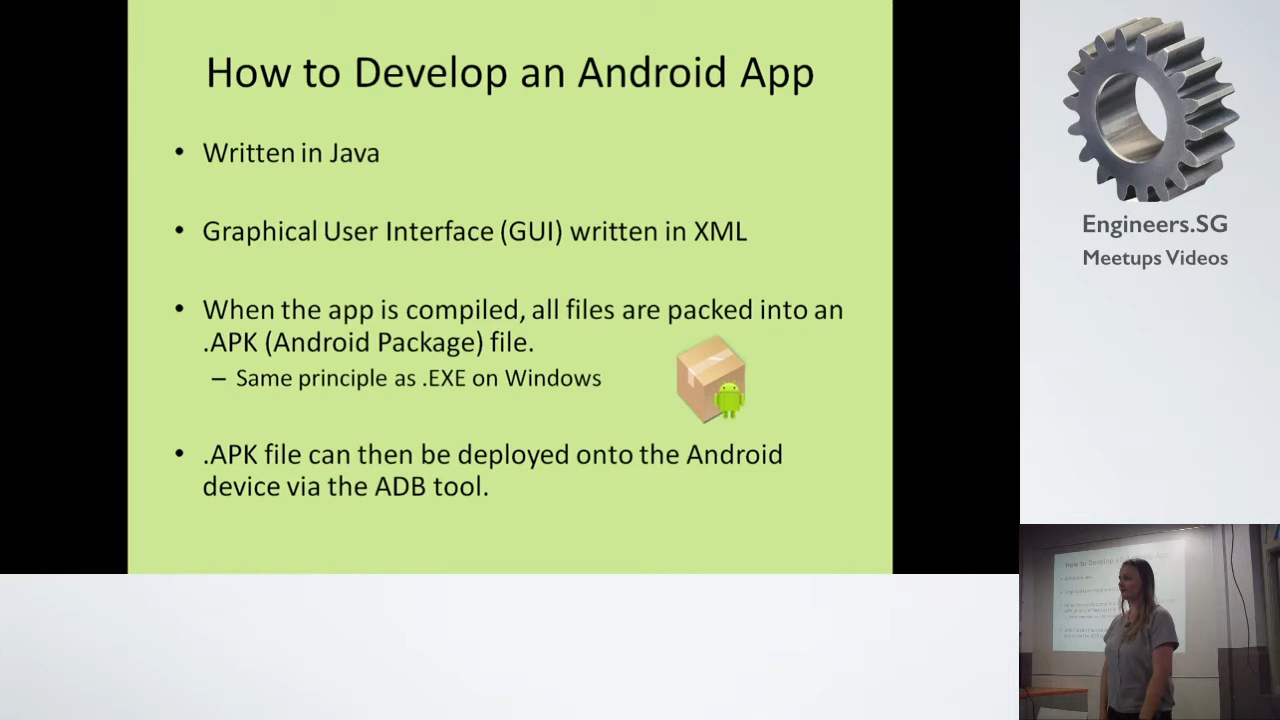 How to Develop an Android App
• Written in Java
• Graphical User Interface (GUI) written in XML
• When the app is compiled, all files are packed into an
.APK (Android Package) file.
– Same principle as .EXE on Windows
• .APK file can then be deployed onto the Android
device via the ADB tool.
Engineers.SG
Meetups Videos